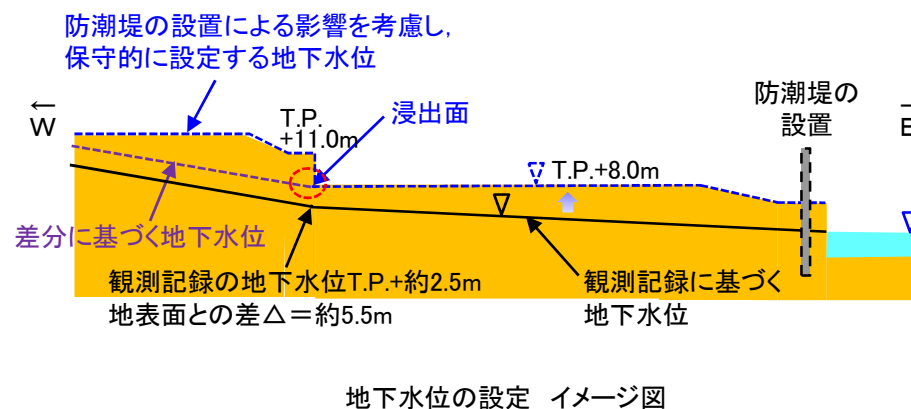 防潮堤の設置による影響を考慮し，
保守的に設定する地下水位
←
W
T.P.
+11.0m
浸出面
防潮堤の
設置
T.P.+8.0m
差分に基づく地下水位
観測記録の地下水位T.P.+約2.5m
地表面との差△＝約5.5m
観測記録に基づく
地下水位
地下水位の設定　イメージ図